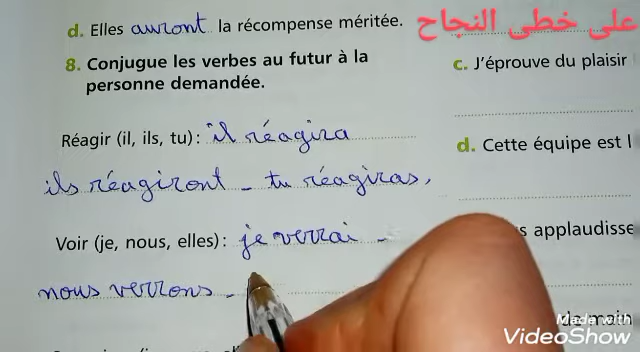 d. Elles auront la récompense méritée.
على خطى النجاح
8. Conjugue les verbes au futur à la
personne demandée.
c. J'éprouve du plaisir
Réagir (il, ils, tu): il réagira
d. Cette équipe est l
ils réagiront - tu réagiras,
s applaudisse
Voir (je, nous, elles): je verrai -
nous verrons -
demain
Made with
VideoShow